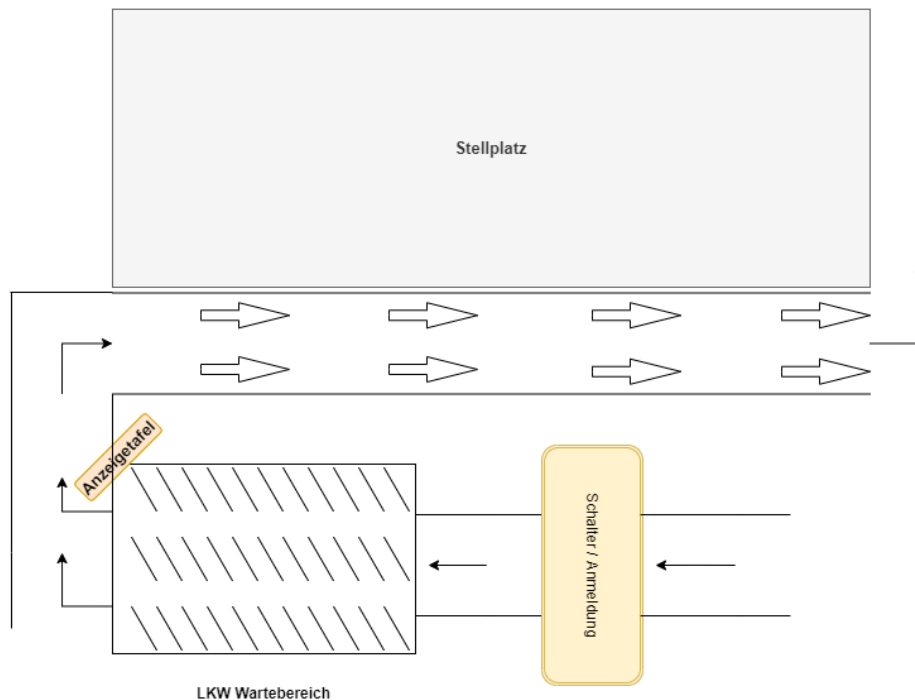 Stellplatz
Anzeigetafel
Schalter / Anmeldung
LKW Wartebereich